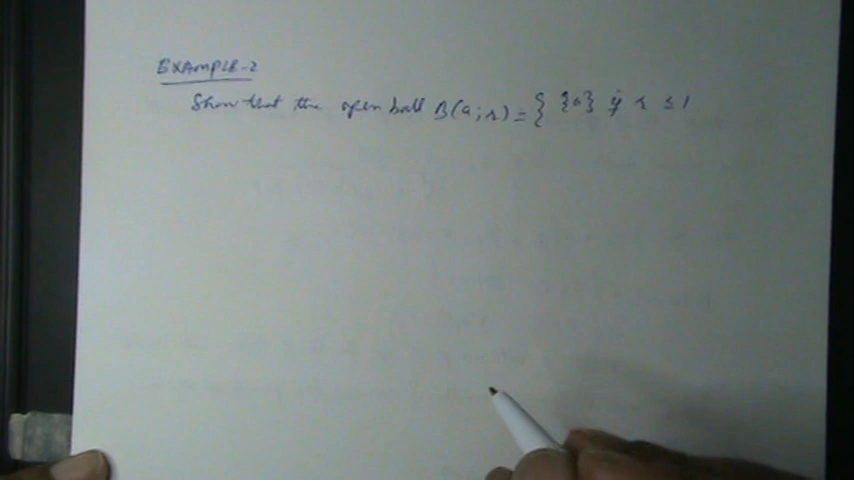 EXAMPLE-2
Show that the open ball B(a;r) = { {a} if r ≤ 1